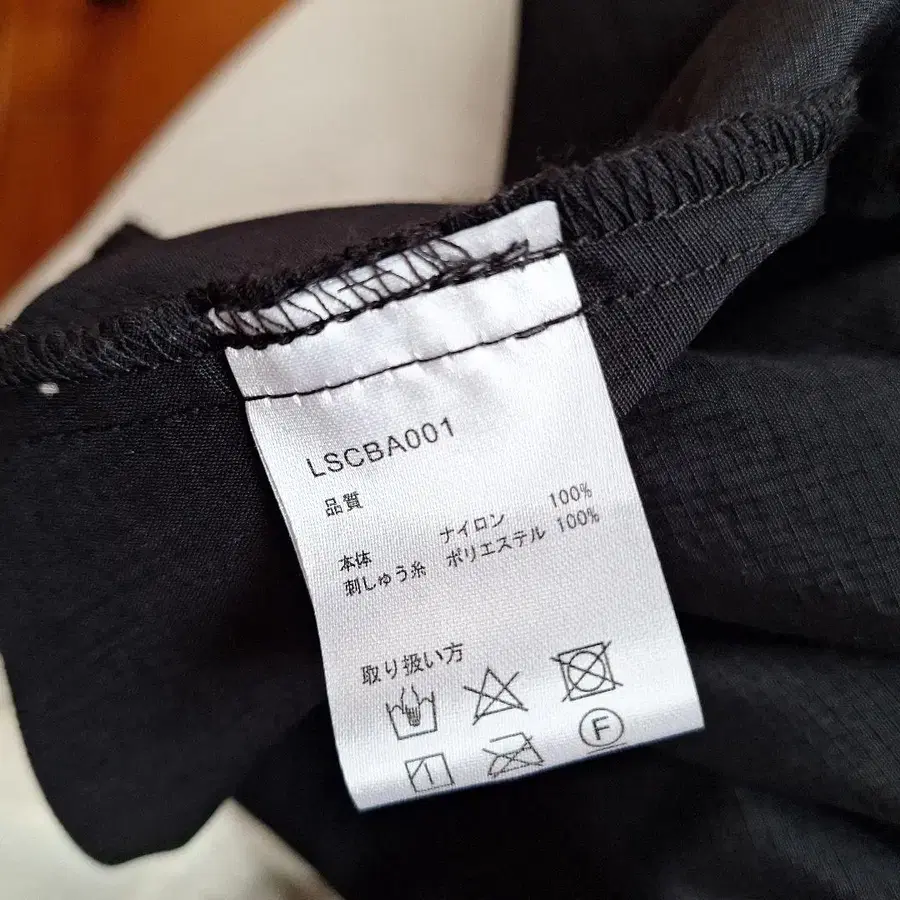 LSCBA001
品質
本体 ナイロン 100%
刺しゅう糸 ポリエステル 100%
取り扱い方
F